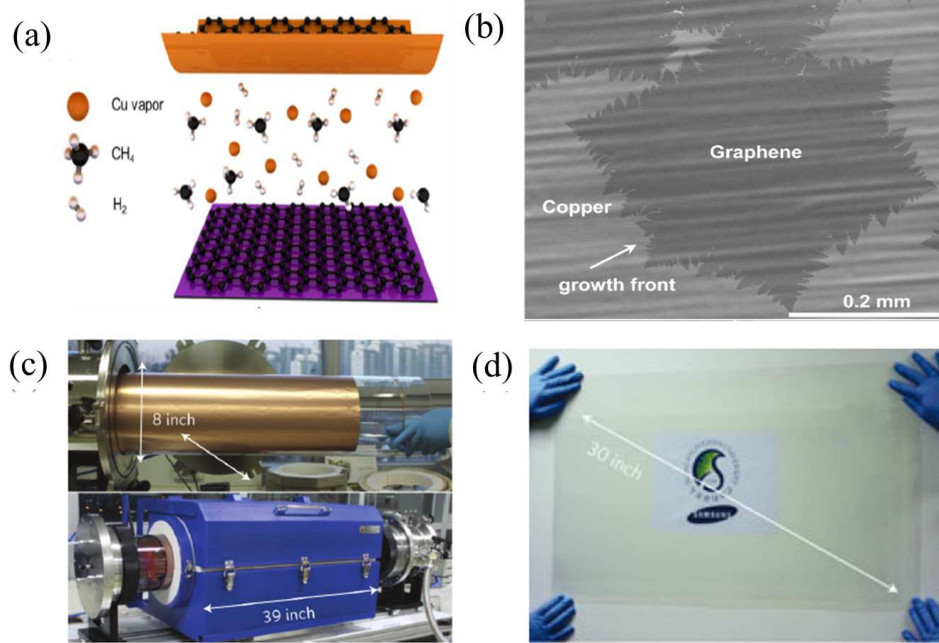 (a)
Cu vapor
CH₄
H₂
(b)
Graphene
Copper
growth front
0.2 mm
(c)
8 inch
39 inch
(d)
30 inch
SAMSUNG